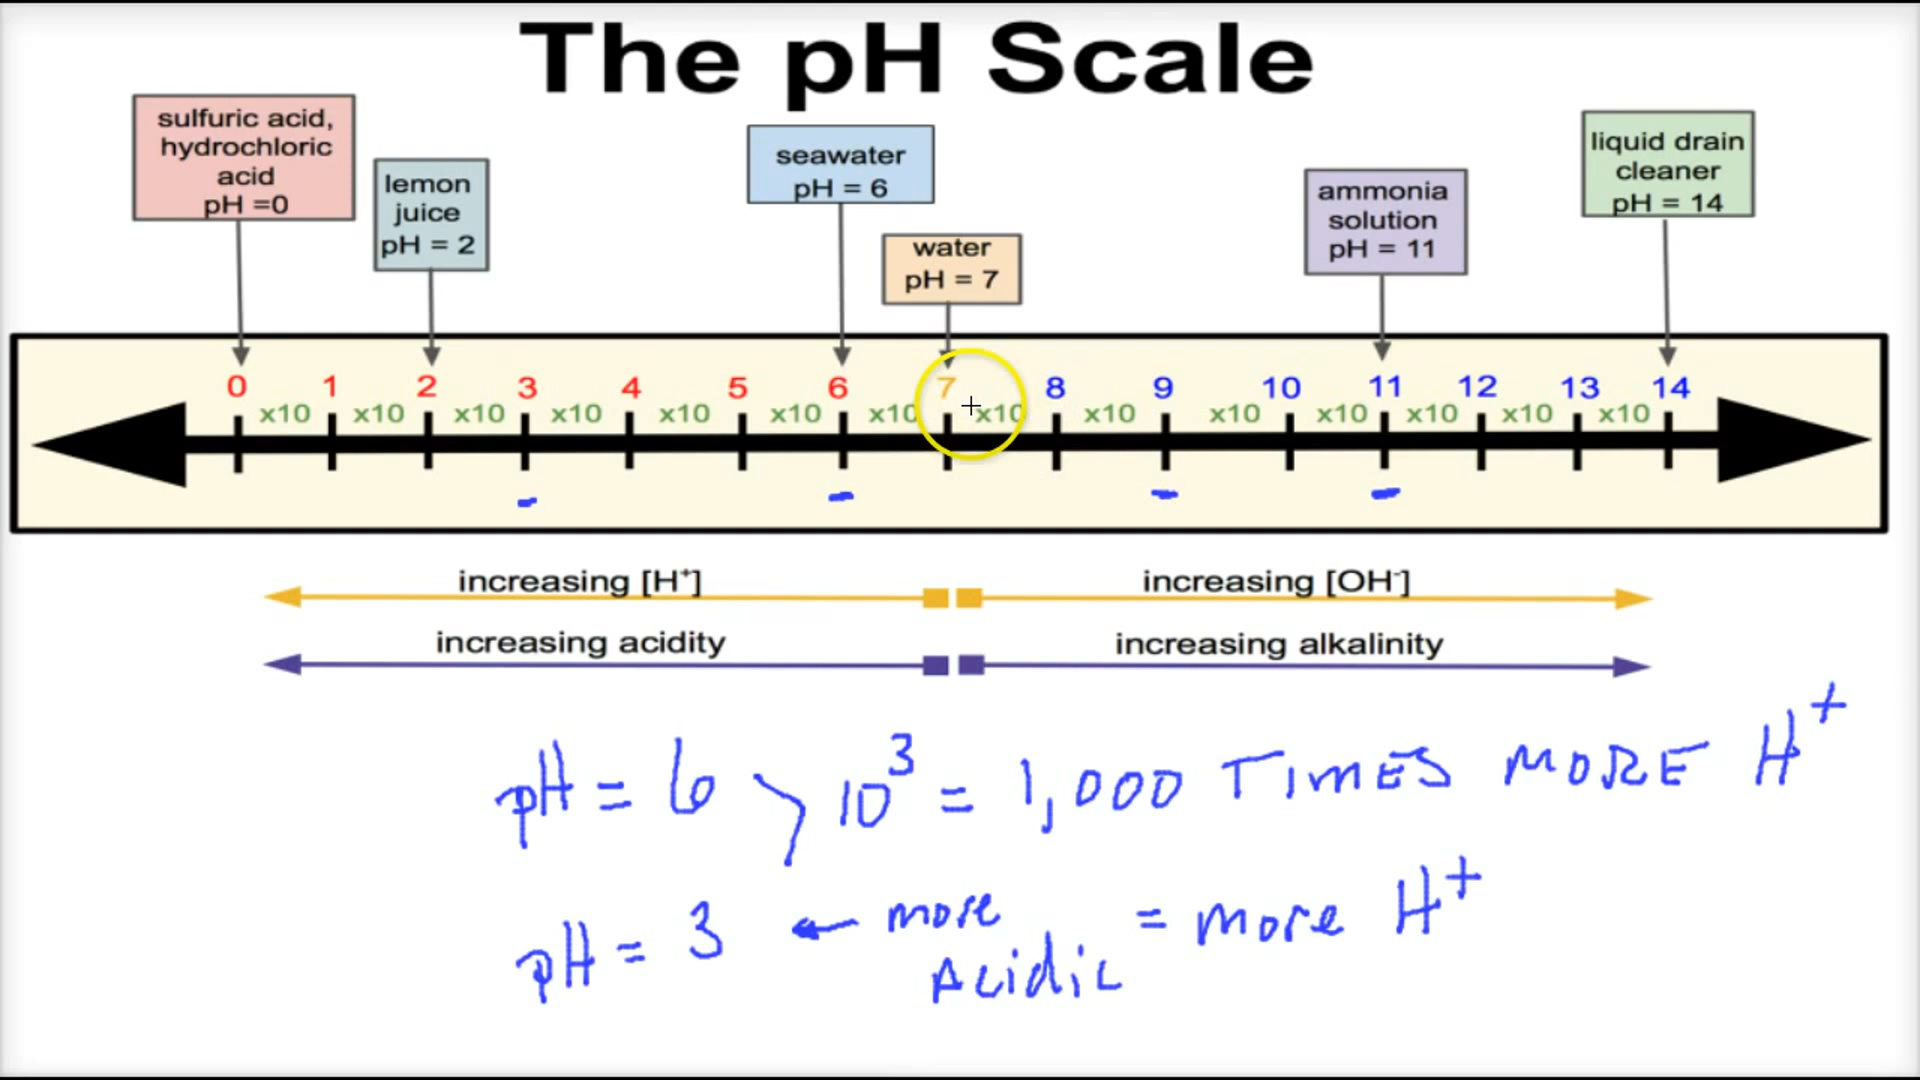 The pH Scale
sulfuric acid,
hydrochloric
acid
pH =0
lemon
juice
pH = 2
seawater
pH = 6
water
pH = 7
ammonia
solution
pH = 11
liquid drain
cleaner
pH = 14
0 1 2 3 4 5 6 7 8 9 10 11 12 13 14
x10 x10 x10 x10 x10 x10 x10 x10 x10 x10 x10 x10 x10 x10
increasing [H⁺]
increasing [OH⁻]
increasing acidity
increasing alkalinity
pH = 6 10³ = 1,000 TIMES MORE H⁺
pH = 3 ← more = more H⁺
Acidic